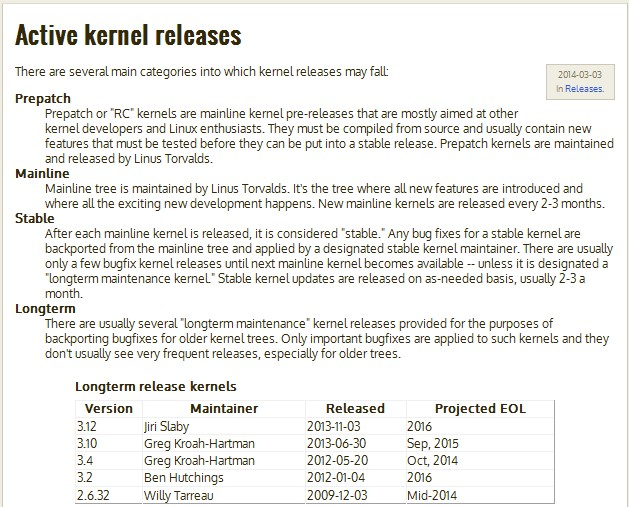 Active kernel releases
There are several main categories into which kernel releases may fall:
2014-03-03
In Releases.
Prepatch
Prepatch or "RC" kernels are mainline kernel pre-releases that are mostly aimed at other
kernel developers and Linux enthusiasts. They must be compiled from source and usually contain new
features that must be tested before they can be put into a stable release. Prepatch kernels are maintained
and released by Linus Torvalds.
Mainline
Mainline tree is maintained by Linus Torvalds. It's the tree where all new features are introduced and
where all the exciting new development happens. New mainline kernels are released every 2-3 months.
Stable
After each mainline kernel is released, it is considered "stable." Any bug fixes for a stable kernel are
backported from the mainline tree and applied by a designated stable kernel maintainer. There are usually
only a few bugfix kernel releases until next mainline kernel becomes available -- unless it is designated a
"longterm maintenance kernel." Stable kernel updates are released on as-needed basis, usually 2-3 a
month.
Longterm
There are usually several "longterm maintenance" kernel releases provided for the purposes of
backporting bugfixes for older kernel trees. Only important bugfixes are applied to such kernels and they
don't usually see very frequent releases, especially for older trees.
Longterm release kernels
Version Maintainer Released Projected EOL
3.12 Jiri Slaby 2013-11-03 2016
3.10 Greg Kroah-Hartman 2013-06-30 Sep, 2015
3.4 Greg Kroah-Hartman 2012-05-20 Oct, 2014
3.2 Ben Hutchings 2012-01-04 2016
2.6.32 Willy Tarreau 2009-12-03 Mid-2014